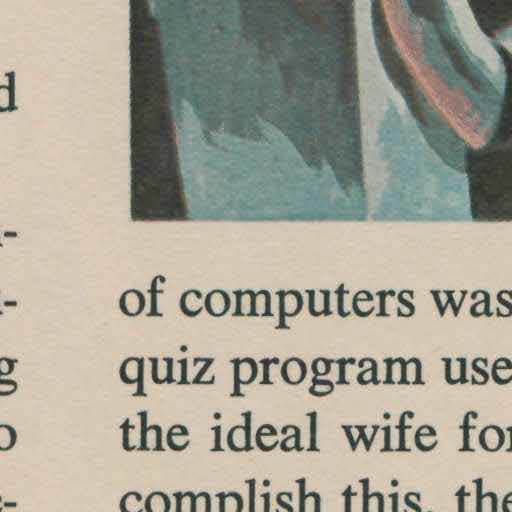 d
-
-
g
o
-
of computers was
quiz program use
the ideal wife for
complish this, the